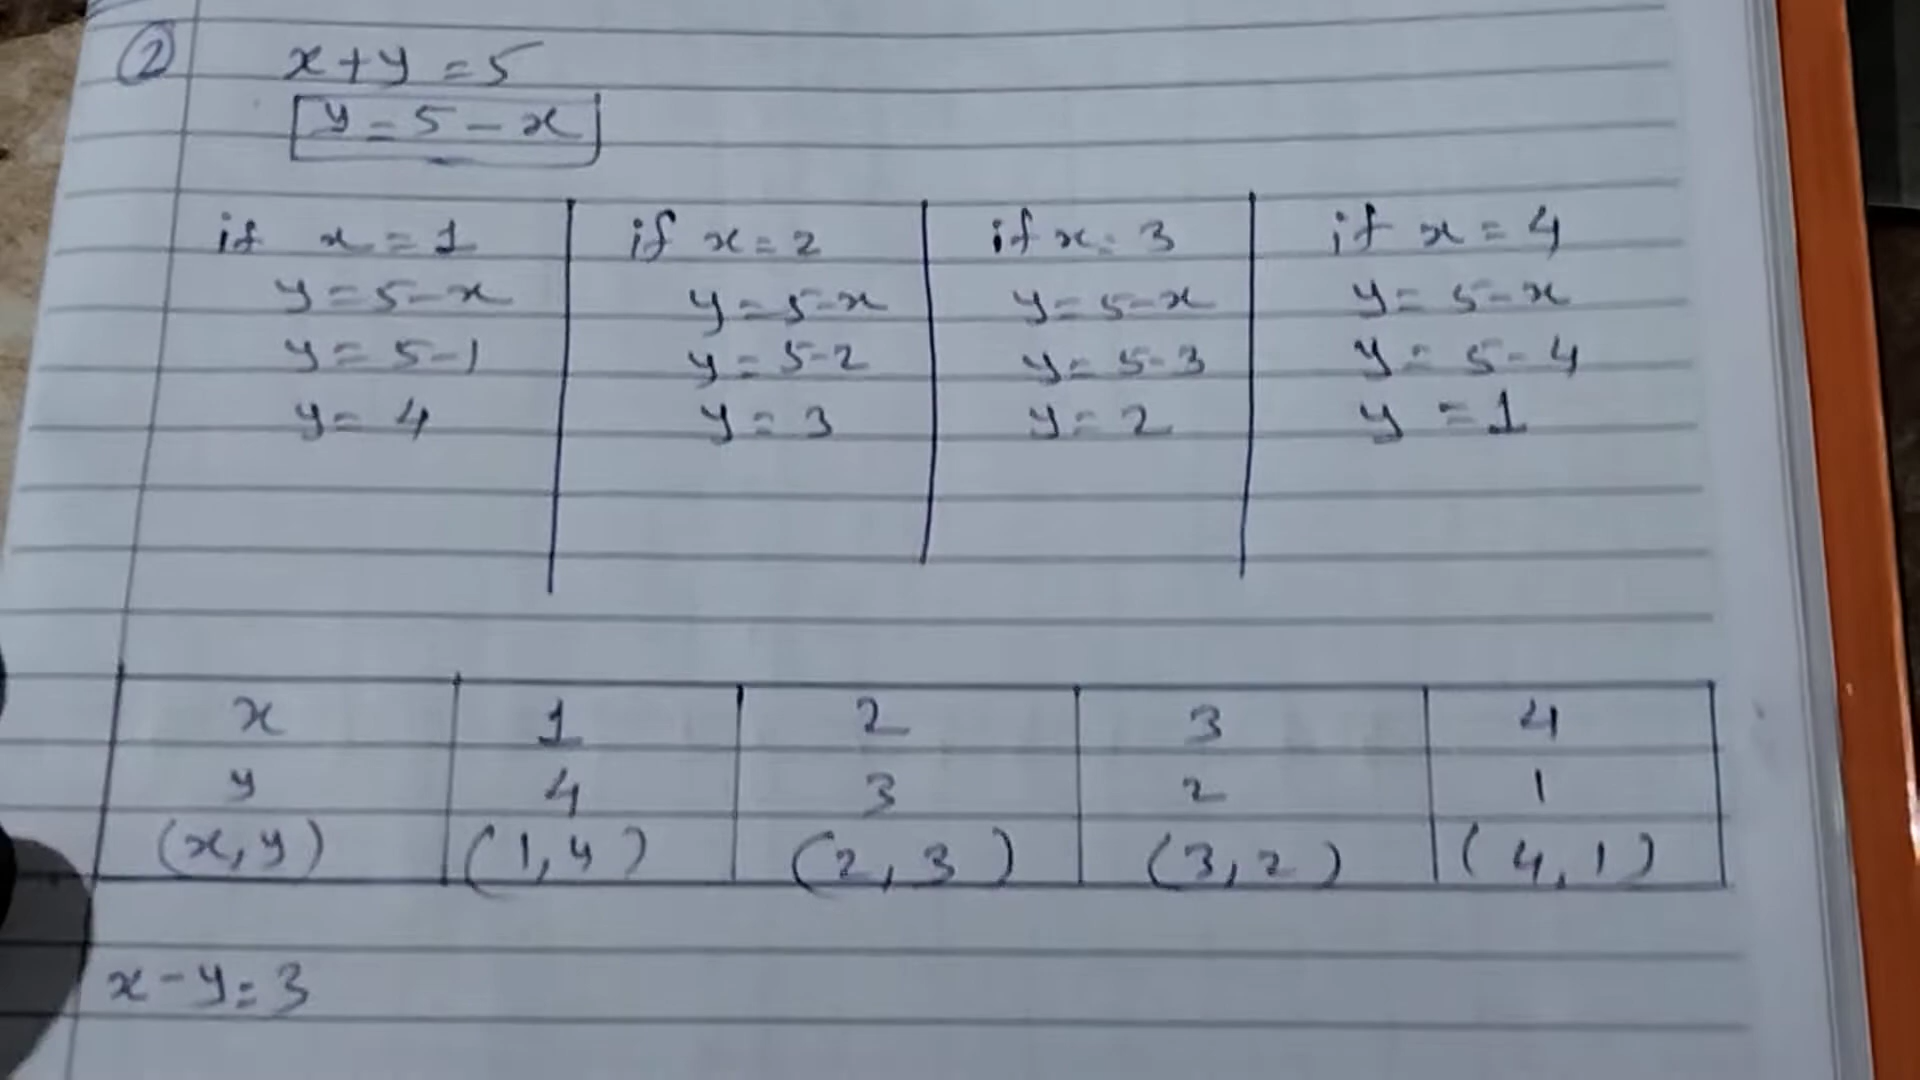 ② x+y=5
y=5-x
if x=1
y=5-x
y=5-1
y=4
if x=2
y=5-x
y=5-2
y=3
if x=3
y=5-x
y=5-3
y=2
if x=4
y=5-x
y=5-4
y=1
x 1 2 3 4
y 4 3 2 1
(x,y) (1,4) (2,3) (3,2) (4,1)
x-y=3